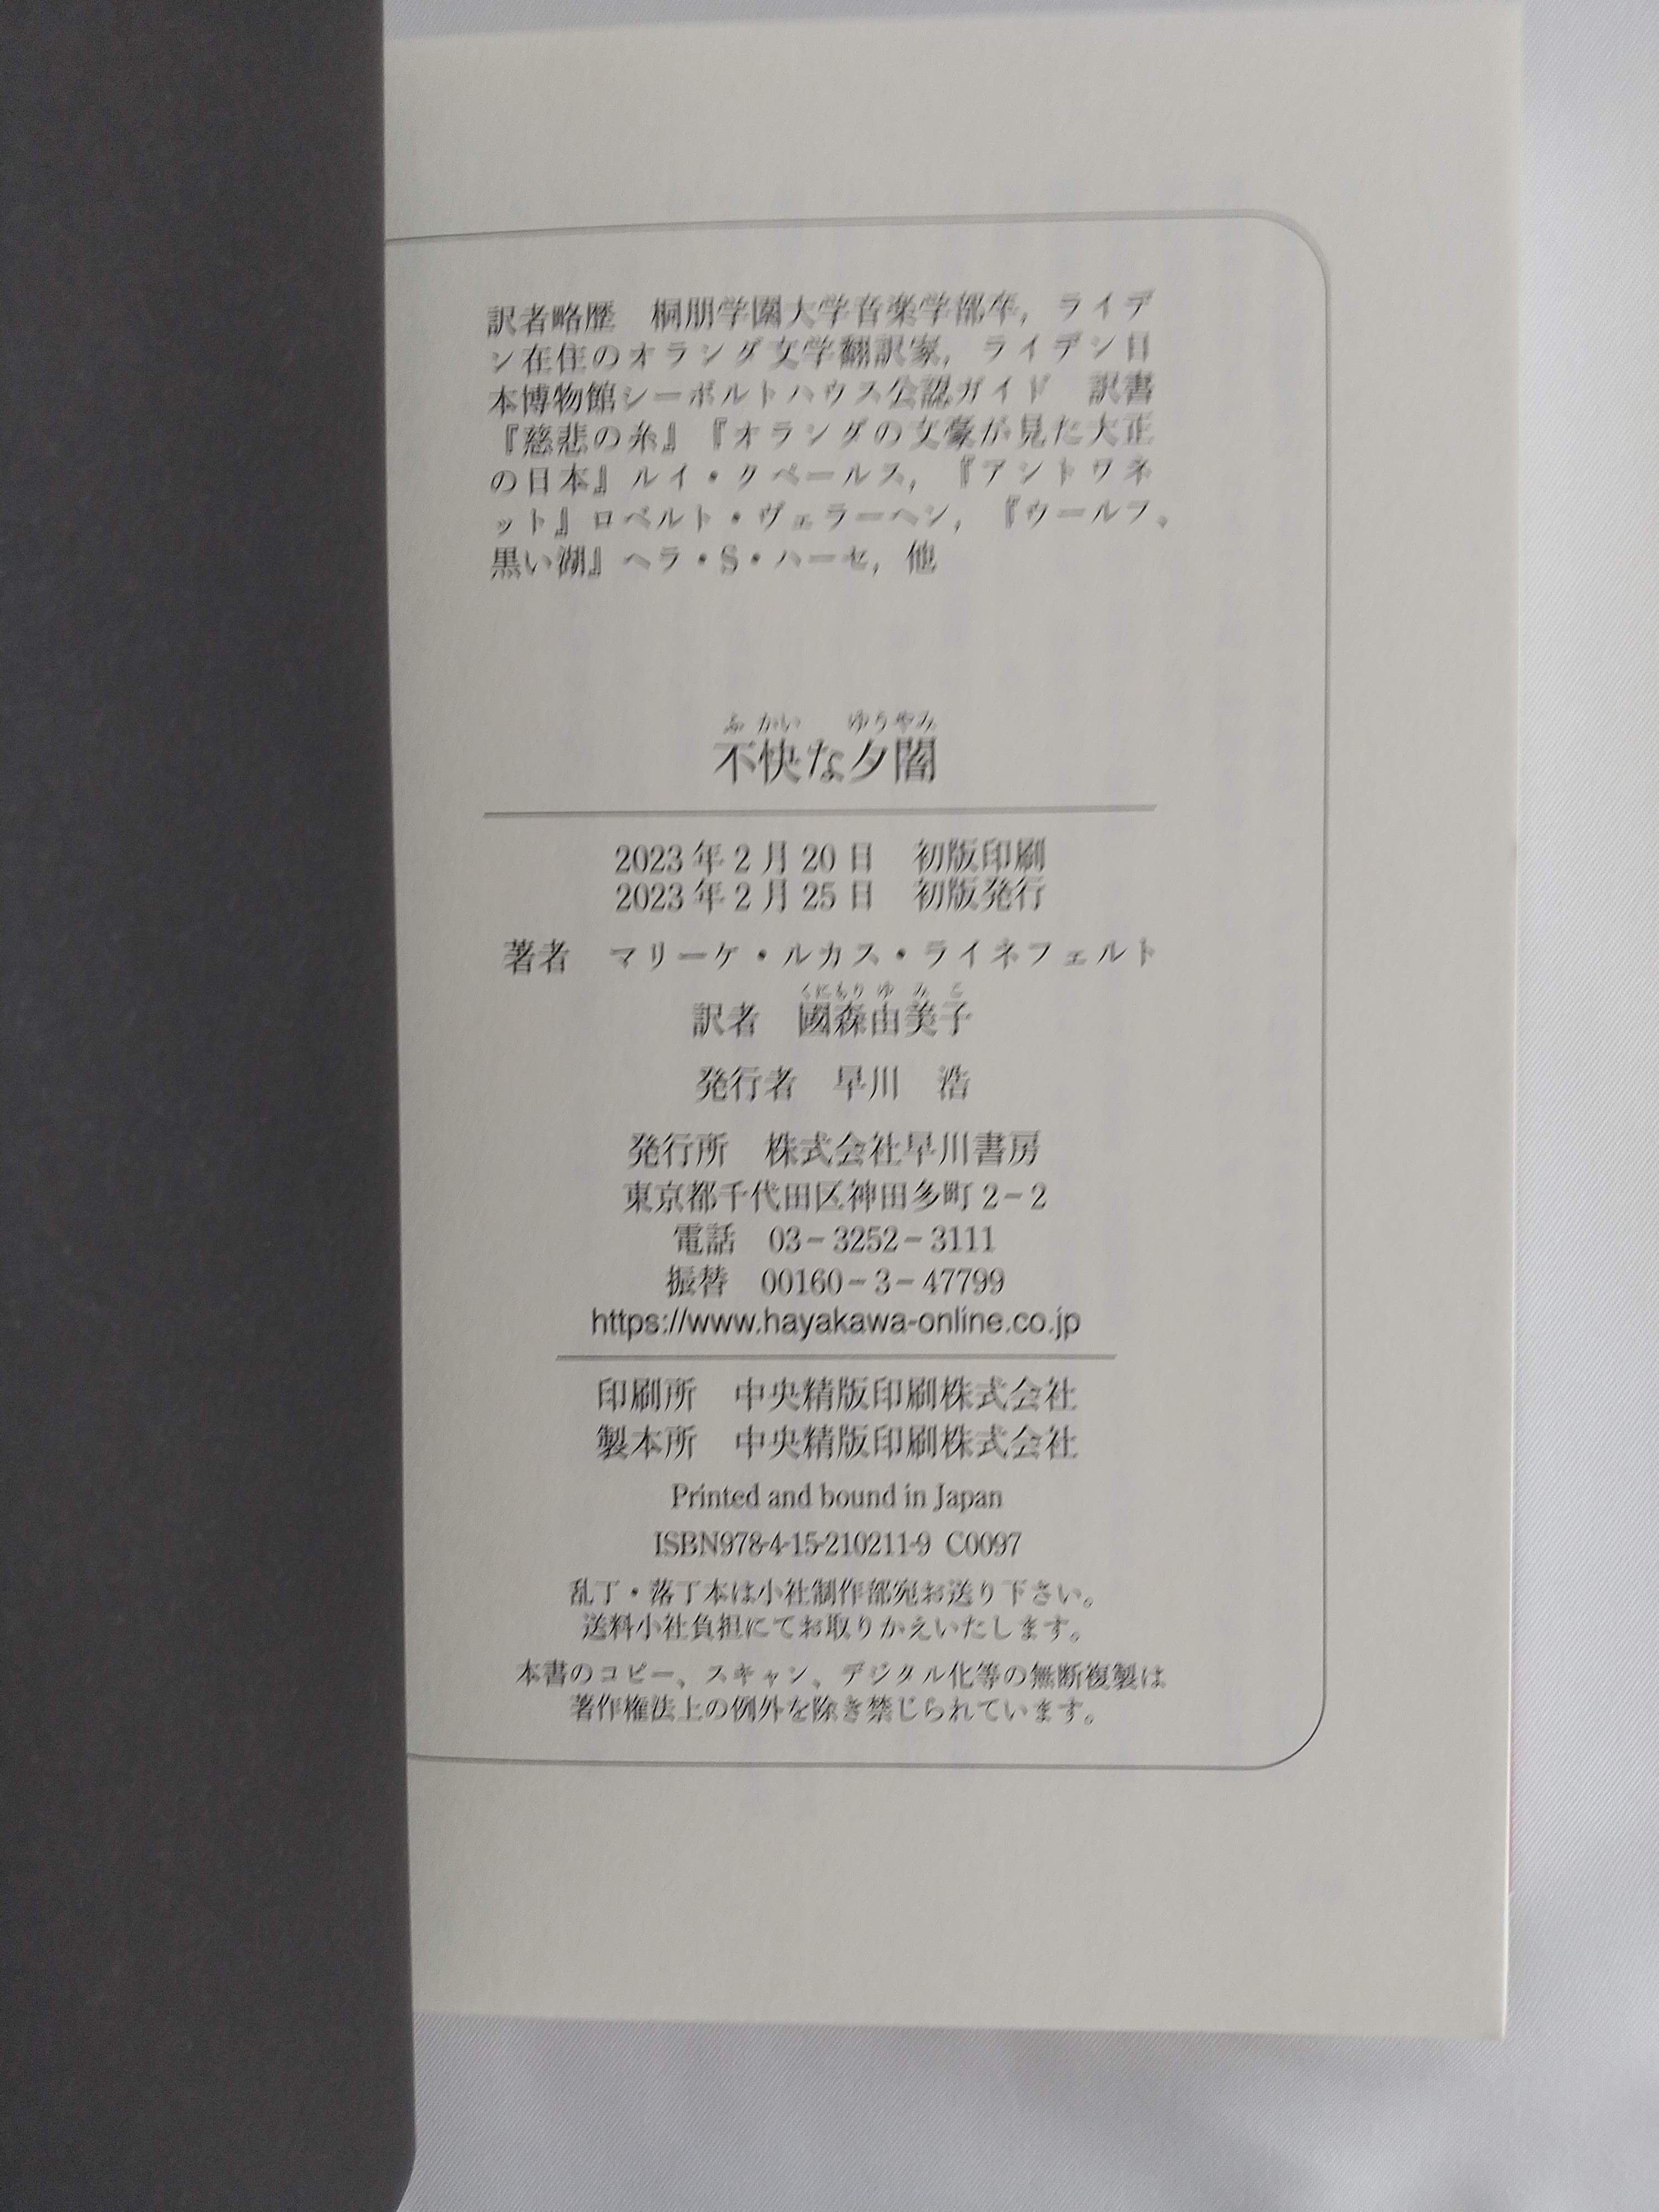 訳者略歴　桐朋学園大学音楽学部卒，ライデ
ン在住のオランダ文学翻訳家，ライデン日
本博物館シーボルトハウス公認ガイド　訳書
『慈悲の糸』『オランダの文豪が見た大正
の日本』ルイ・クペールス，『アントワネ
ット』ロベルト・ヴェラーヘン，『ウールフ、
黒い湖』ヘラ・S・ハーセ，他
ふかい　ゆうやみ
不快な夕闇
2023年2月20日　初版印刷
2023年2月25日　初版発行
著者　マリーケ・ルカス・ライネフェルト
くにもりゆみこ
訳者　國森由美子
発行者　早川　浩
発行所　株式会社早川書房
東京都千代田区神田多町2－2
電話　03－3252－3111
振替　00160－3－47799
https://www.hayakawa-online.co.jp
印刷所　中央精版印刷株式会社
製本所　中央精版印刷株式会社
Printed and bound in Japan
ISBN978-4-15-210211-9 C0097
乱丁・落丁本は小社制作部宛お送り下さい。
送料小社負担にてお取りかえいたします。
本書のコピー、スキャン、デジタル化等の無断複製は
著作権法上の例外を除き禁じられています。